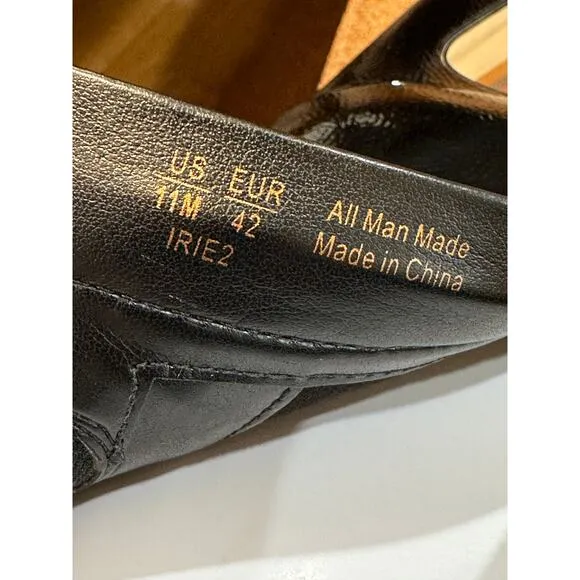 US EUR
11M 42
IRIE2
All Man Made
Made in China